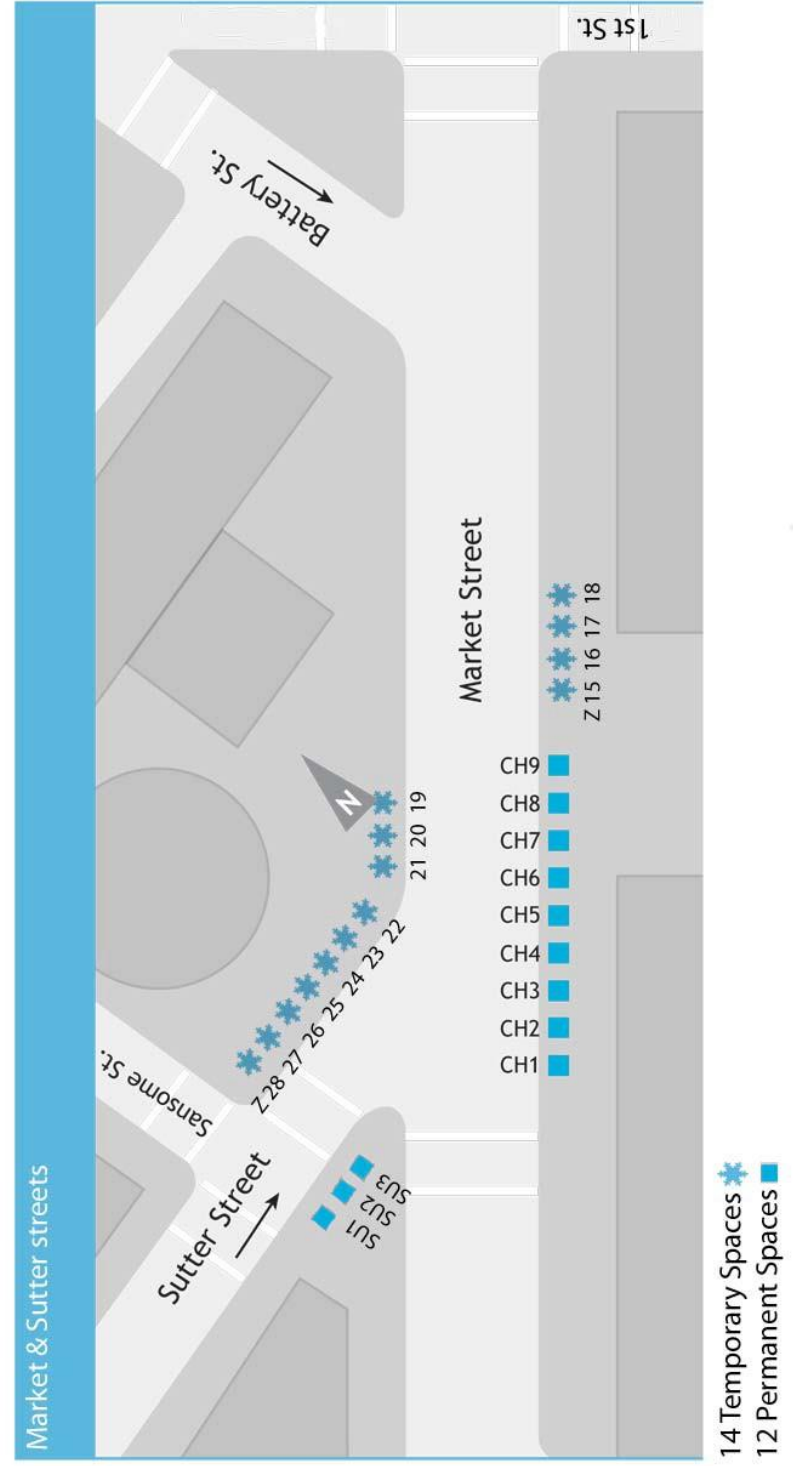 Market & Sutter streets
Sutter Street
Sansome St.
Battery St.
1st St.
SU1
SU2
SU3
Z 28 27 26 25 24 23 22
21 20 19
N
Market Street
CH1 CH2 CH3 CH4 CH5 CH6 CH7 CH8 CH9
Z 15 16 17 18
14 Temporary Spaces
12 Permanent Spaces